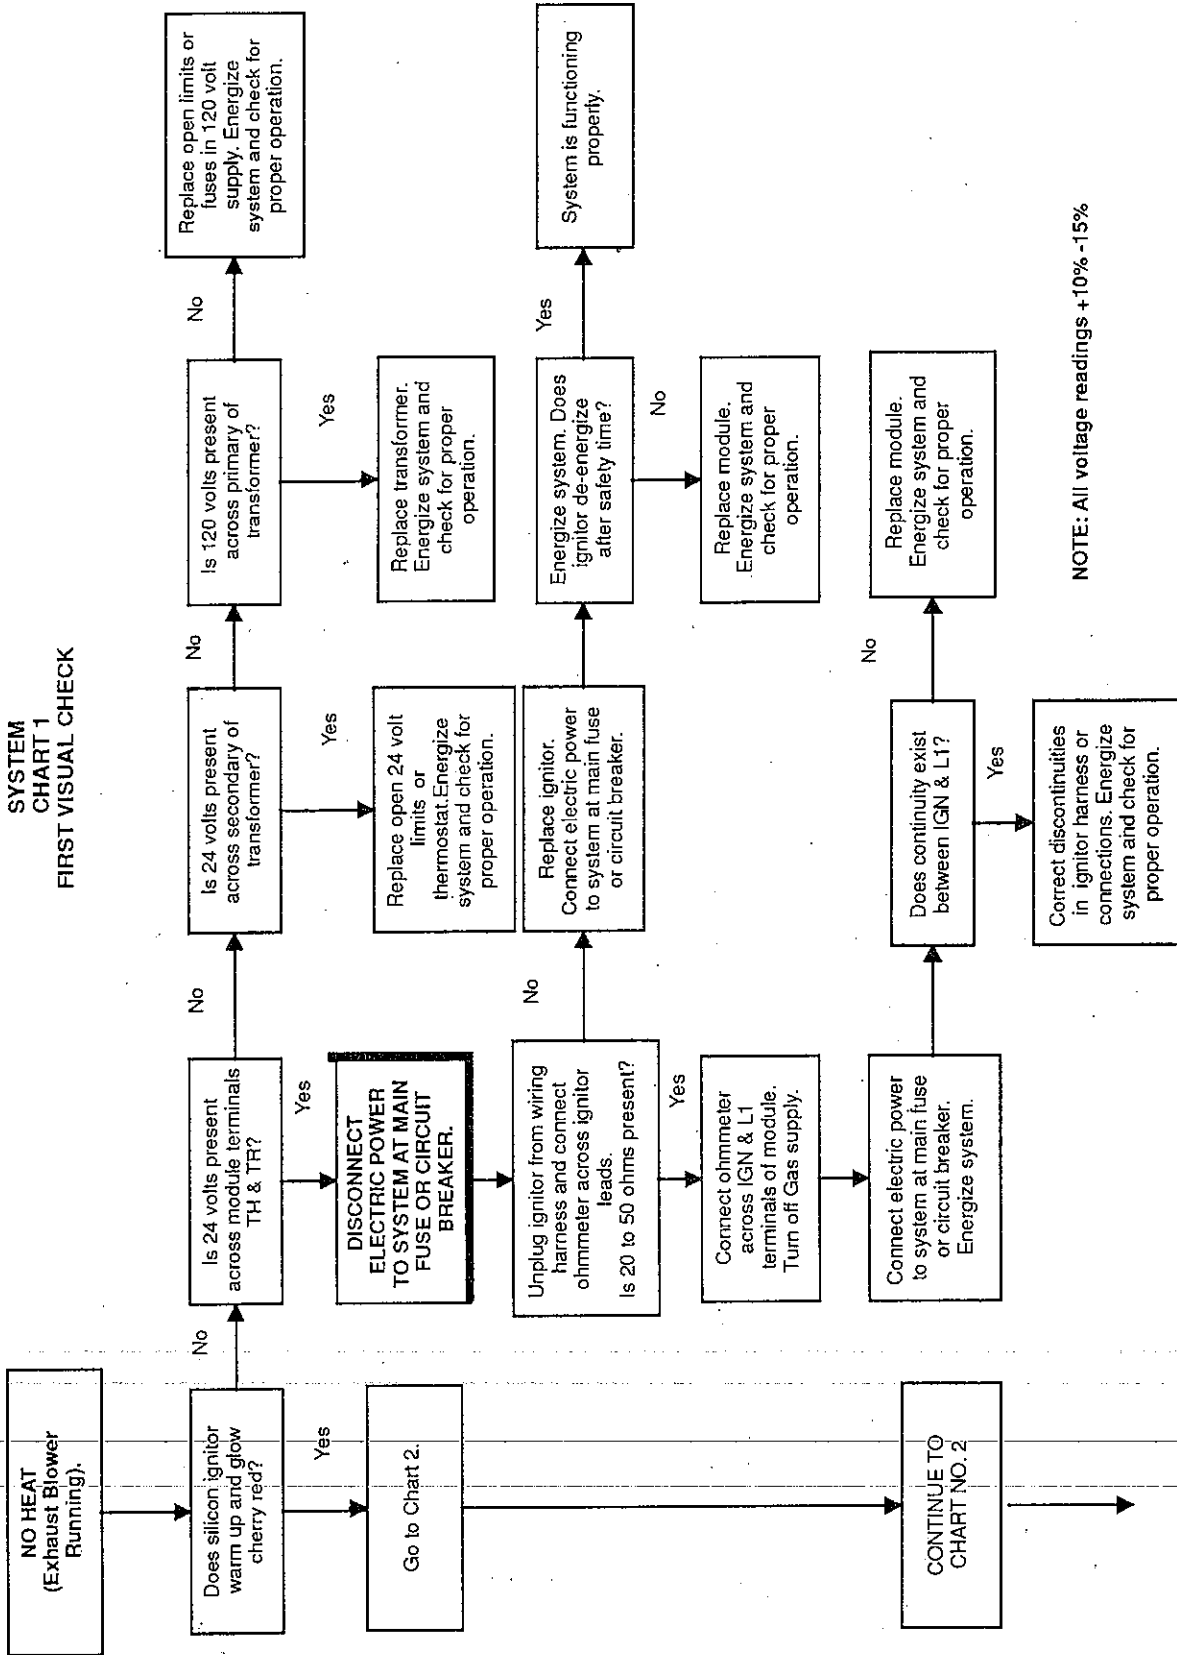 SYSTEM
CHART 1
FIRST VISUAL CHECK
NO HEAT
(Exhaust Blower
Running).
Does silicon ignitor
warm up and glow
cherry red?
No
Yes
Go to Chart 2.
CONTINUE TO
CHART NO. 2
Is 24 volts present
across module terminals
TH & TR?
No
Yes
DISCONNECT
ELECTRIC POWER
TO SYSTEM AT MAIN
FUSE OR CIRCUIT
BREAKER.
Unplug ignitor from wiring
harness and connect
ohmmeter across ignitor
leads.
Is 20 to 50 ohms present?
No
Yes
Connect ohmmeter
across IGN & L1
terminals of module.
Turn off Gas supply.
Connect electric power
to system at main fuse
or circuit breaker.
Energize system.
Is 24 volts present
across secondary of
transformer?
No
Yes
Replace open 24 volt
limits or
thermostat.Energize
system and check for
proper operation.
Replace ignitor.
Connect electric power
to system at main fuse
or circuit breaker.
Does continuity exist
between IGN & L1?
No
Yes
Correct discontinuities
in ignitor harness or
connections. Energize
system and check for
proper operation.
Is 120 volts present
across primary of
transformer?
No
Yes
Replace transformer.
Energize system and
check for proper
operation.
Energize system. Does
ignitor de-energize
after safety time?
Yes
No
Replace module.
Energize system and
check for proper
operation.
Replace module.
Energize system and
check for proper
operation.
Replace open limits or
fuses in 120 volt
supply. Energize
system and check for
proper operation.
System is functioning
properly.
NOTE: All voltage readings +10% -15%